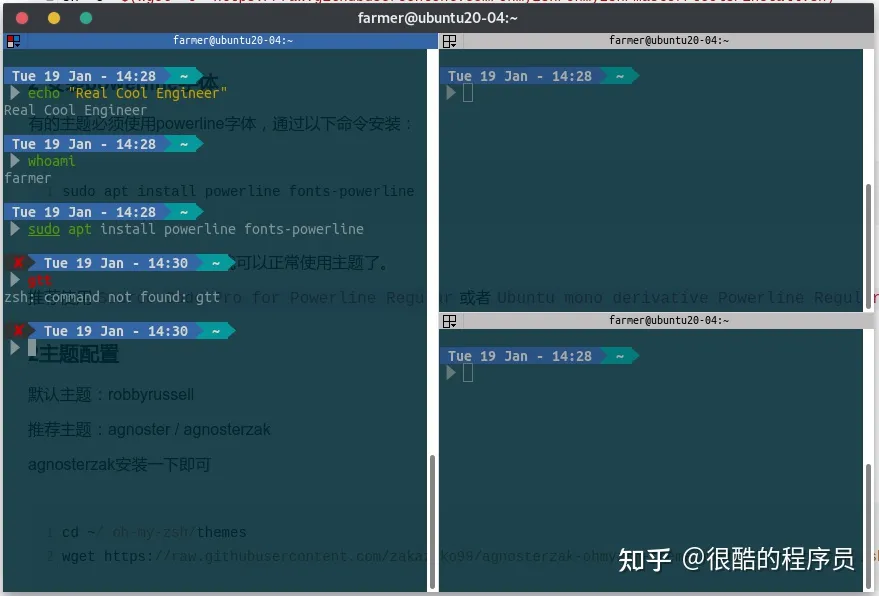 farmer@ubuntu20-04:~
farmer@ubuntu20-04:~
Tue 19 Jan - 14:28 ~
echo "Real Cool Engineer"
Real Cool Engineer
有的主题必须使用powerline字体，通过以下命令安装：
Tue 19 Jan - 14:28 ~
whoami
farmer
1 sudo apt install powerline fonts-powerline
Tue 19 Jan - 14:28 ~
sudo apt install powerline fonts-powerline
✘ Tue 19 Jan - 14:30 ~
可以正常使用主题了。
gtt
zsh: command not found: gtt
for Powerline Regular 或者 Ubuntu mono derivative Powerline Regular
✘ Tue 19 Jan - 14:30 ~
主题配置
默认主题：robbyrussell
推荐主题：agnoster / agnosterzak
agnosterzak安装一下即可
1 cd ~/.oh-my-zsh/themes
2 wget https://raw.githubusercontent.com/zakaziko99/agnosterzak-ohmyzsh
farmer@ubuntu20-04:~
Tue 19 Jan - 14:28 ~
farmer@ubuntu20-04:~
Tue 19 Jan - 14:28 ~
知乎 @很酷的程序员